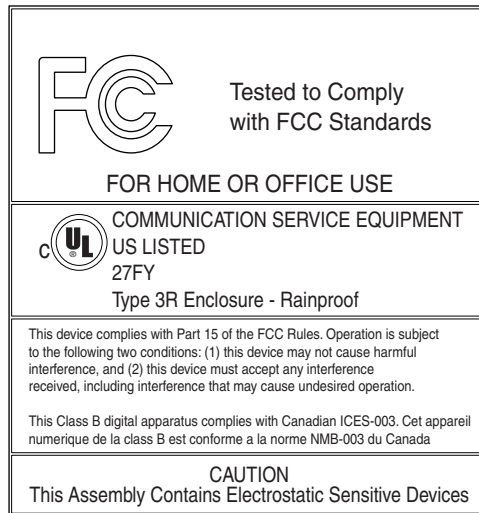 FCC
Tested to Comply
with FCC Standards
FOR HOME OR OFFICE USE
C UL ®
COMMUNICATION SERVICE EQUIPMENT
US LISTED
27FY
Type 3R Enclosure - Rainproof
This device complies with Part 15 of the FCC Rules. Operation is subject
to the following two conditions: (1) this device may not cause harmful
interference, and (2) this device must accept any interference
received, including interference that may cause undesired operation.
This Class B digital apparatus complies with Canadian ICES-003. Cet appareil
numerique de la class B est conforme a la norme NMB-003 du Canada
CAUTION
This Assembly Contains Electrostatic Sensitive Devices